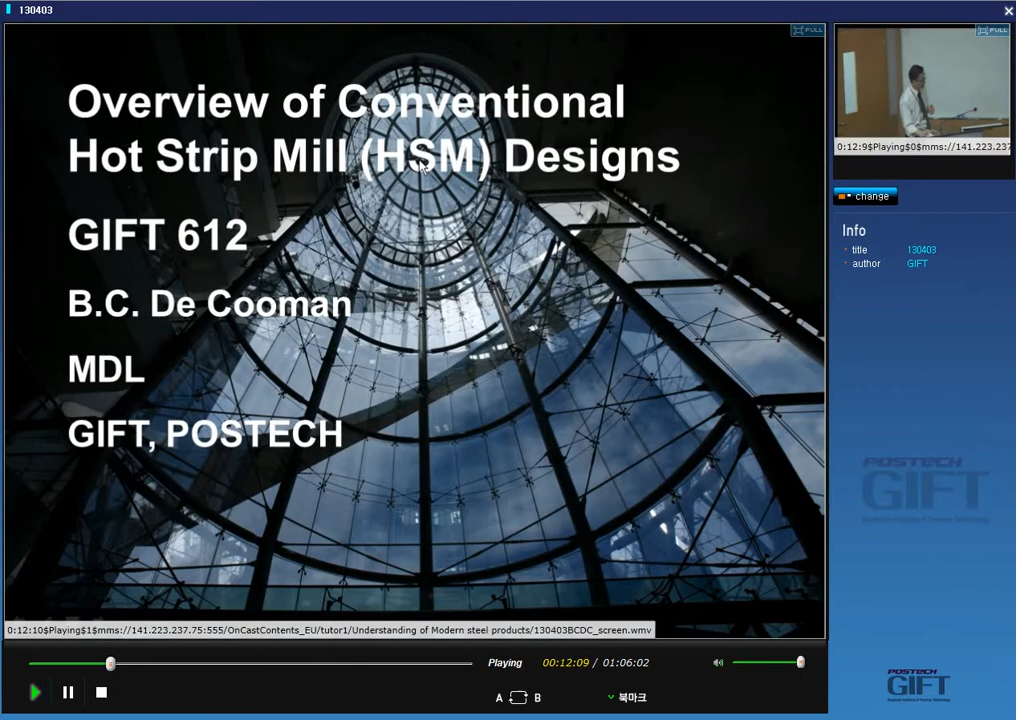 130403
FULL
Overview of Conventional
Hot Strip Mill (HSM) Designs
GIFT 612
B.C. De Cooman
MDL
GIFT, POSTECH
0:12:10$Playing$1$mms://141.223.237.75:555/OnCastContents_EU/tutor1/Understanding of Modern steel products/130403BCDC_screen.wmv
Playing 00:12:09 / 01:06:02
A B 북마크
FULL
0:12:9$Playing$0$mms://141.223.237
change
Info
title 130403
author GIFT
POSTECH
GIFT
POSTECH
GIFT